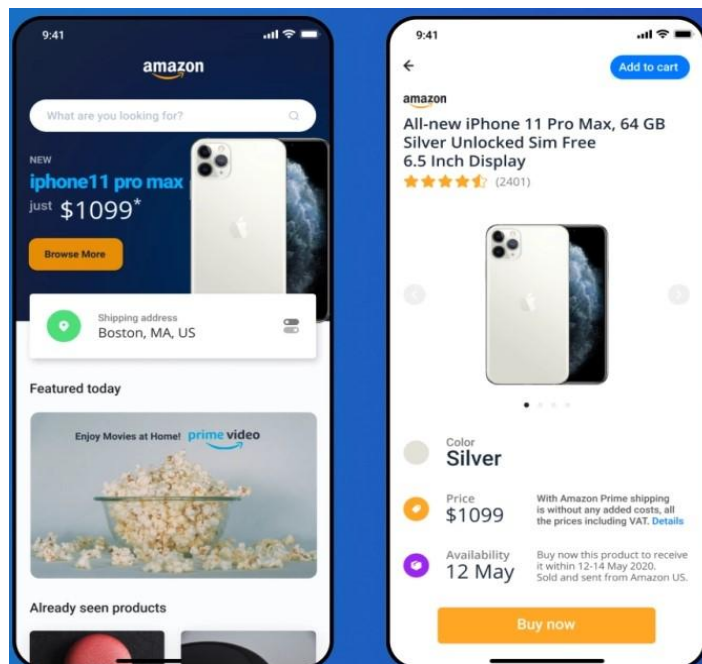 9:41
amazon
What are you looking for?
NEW
iphone11 pro max
just $1099*
Browse More
Shipping address
Boston, MA, US
Featured today
Enjoy Movies at Home! prime video
Already seen products
9:41
Add to cart
amazon
All-new iPhone 11 Pro Max, 64 GB
Silver Unlocked Sim Free
6.5 Inch Display
(2401)
Color
Silver
Price
$1099
With Amazon Prime shipping
is without any added costs, all
the prices including VAT. Details
Availability
12 May
Buy now this product to receive
it within 12-14 May 2020.
Sold and sent from Amazon US.
Buy now